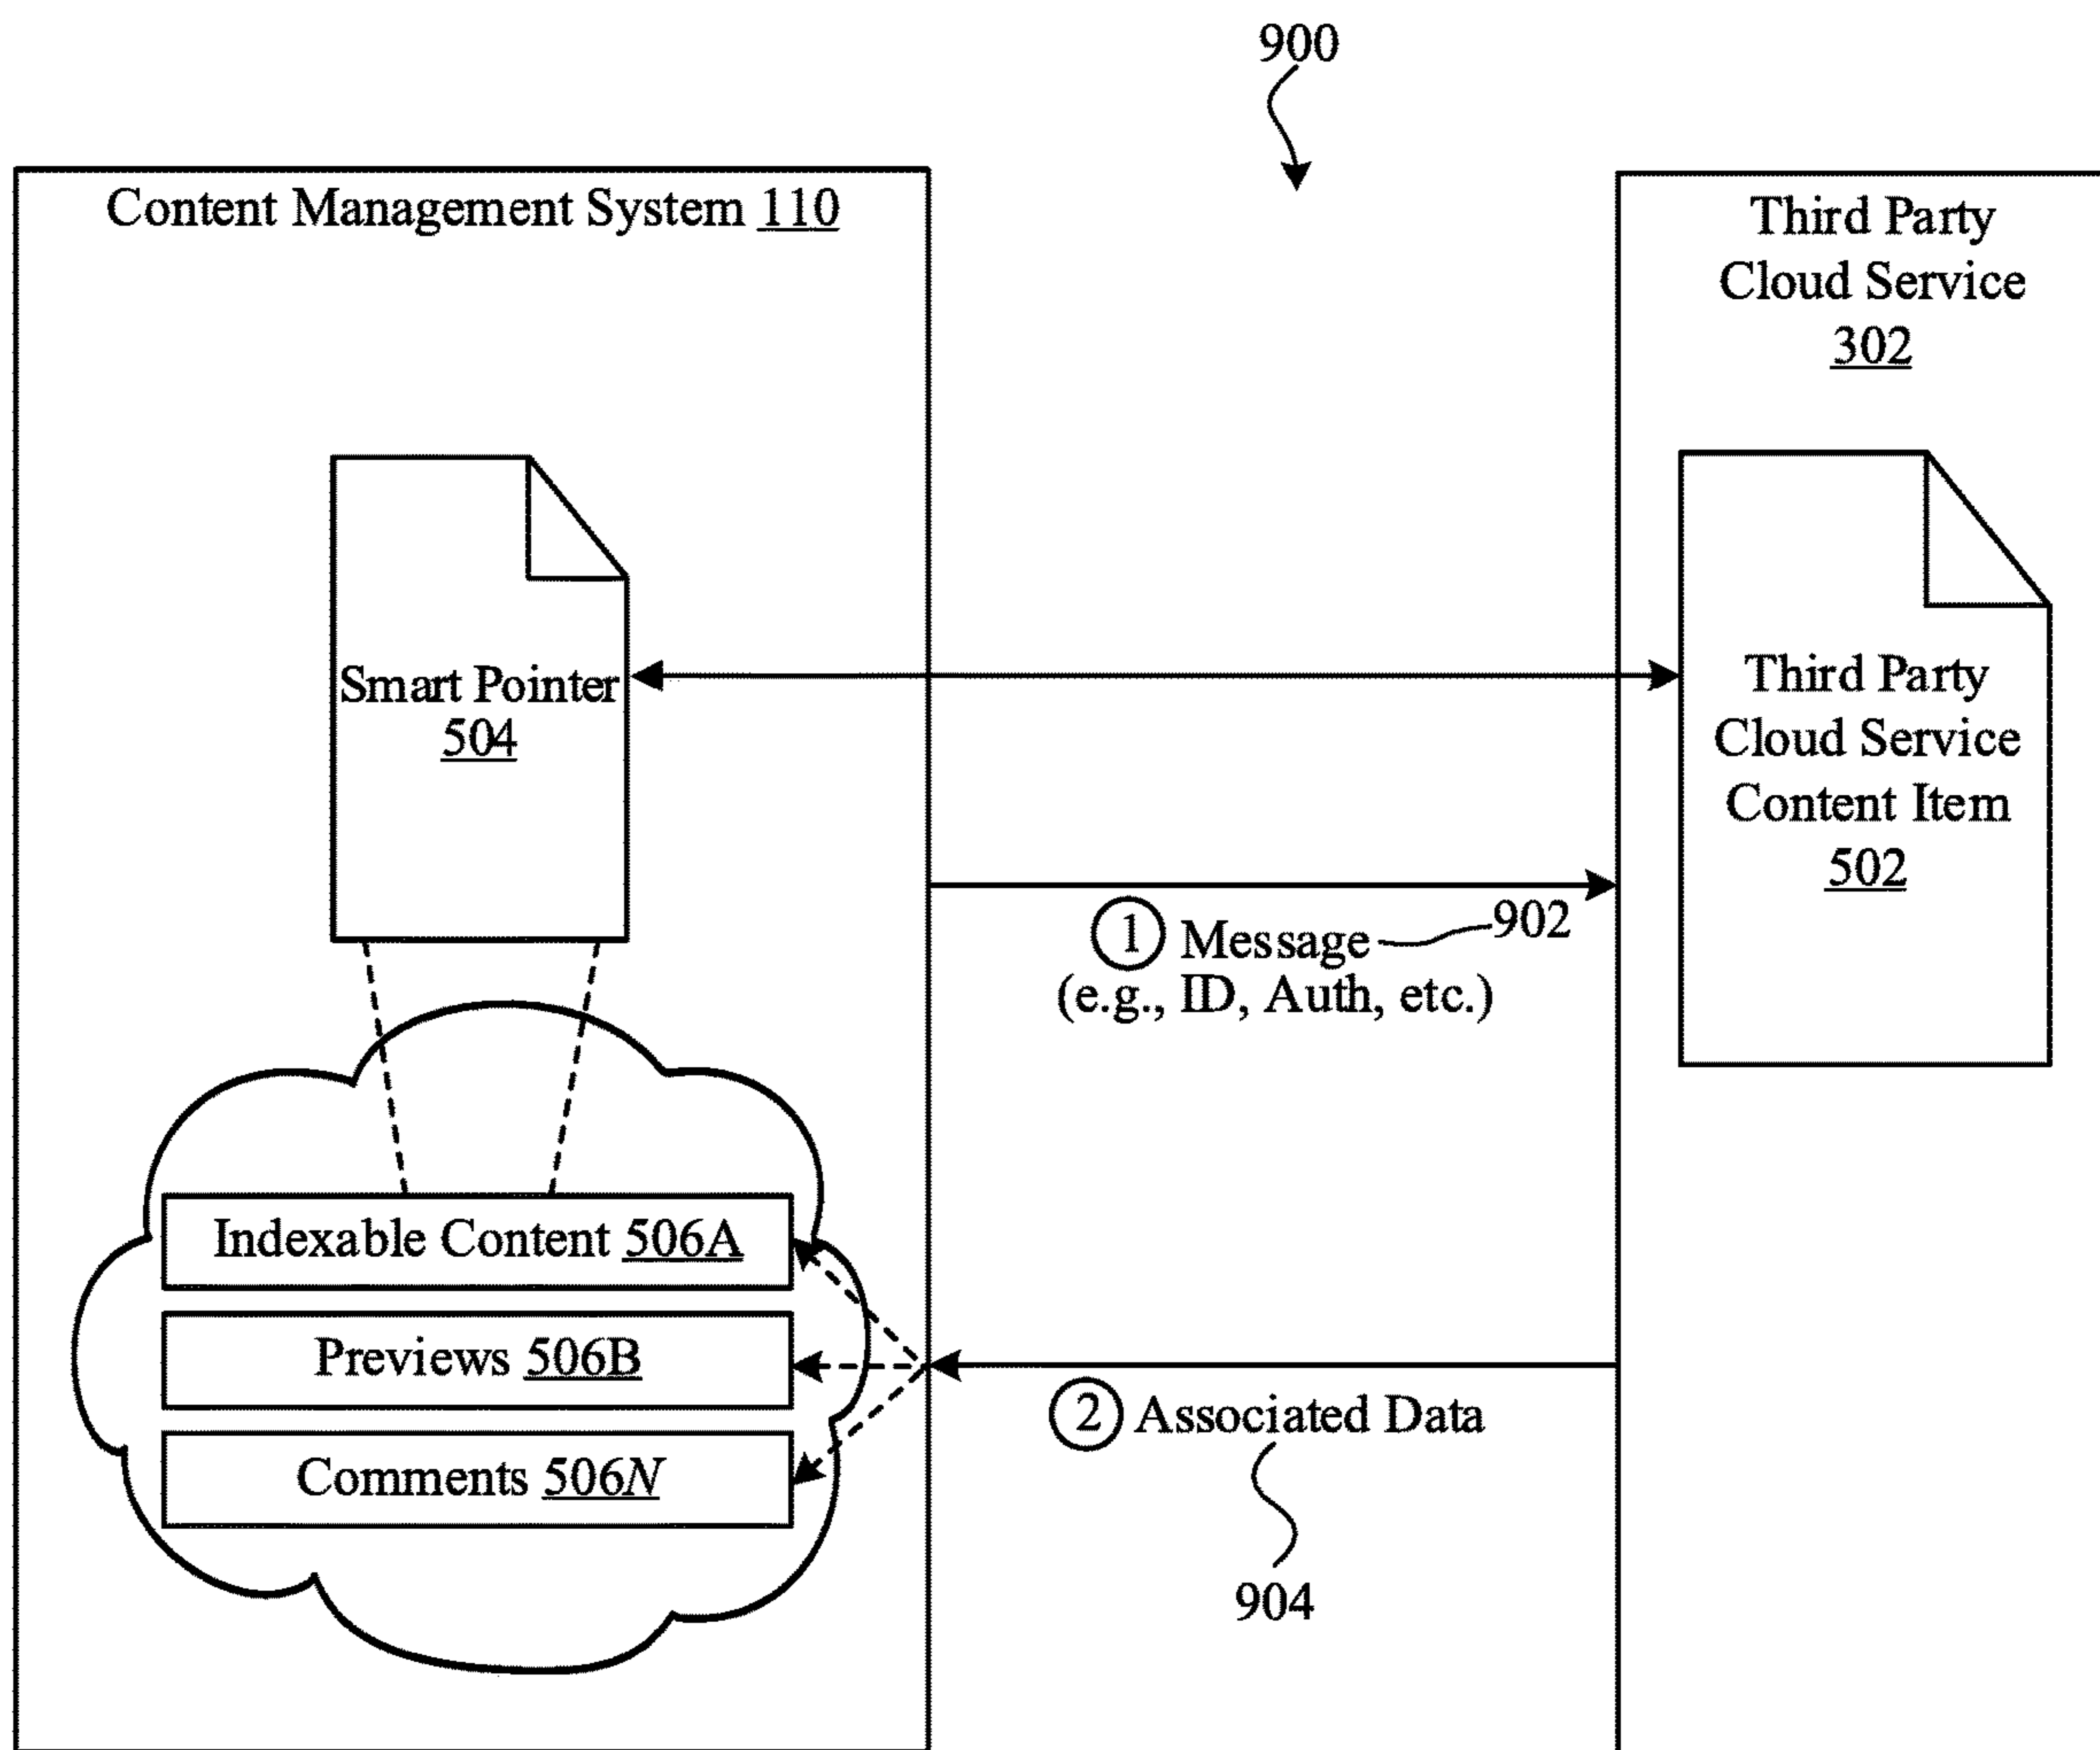 900
Content Management System 110
Third Party
Cloud Service
302
Smart Pointer
504
Third Party
Cloud Service
Content Item
502
1 Message 902
(e.g., ID, Auth, etc.)
Indexable Content 506A
Previews 506B
Comments 506N
2 Associated Data
904